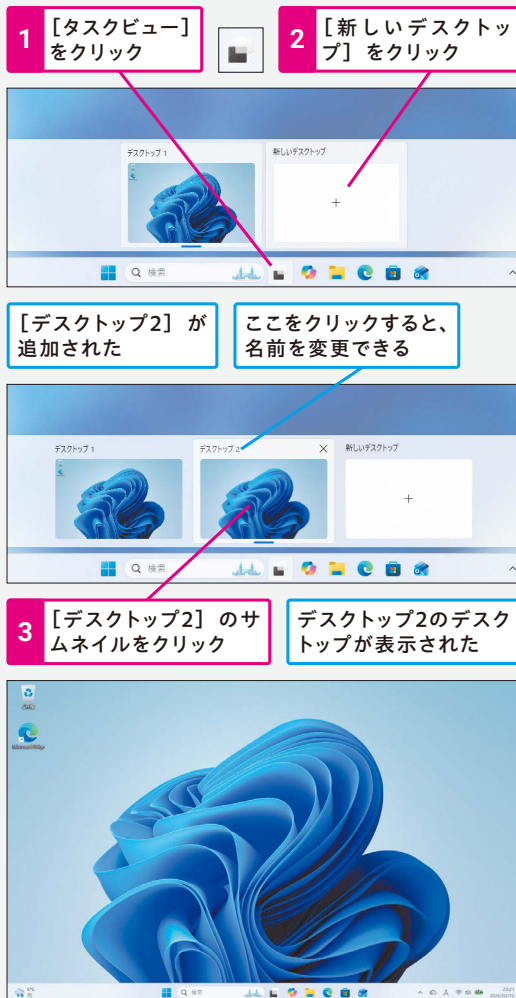 1
［タスクビュー］
をクリック
2
［新しいデスクトッ
プ］をクリック
デスクトップ 1
新しいデスクトップ
検索
［デスクトップ2］が
追加された
ここをクリックすると、
名前を変更できる
デスクトップ 1
デスクトップ 2
新しいデスクトップ
検索
3
［デスクトップ2］のサ
ムネイルをクリック
デスクトップ2のデスク
トップが表示された
Microsoft Edge
検索